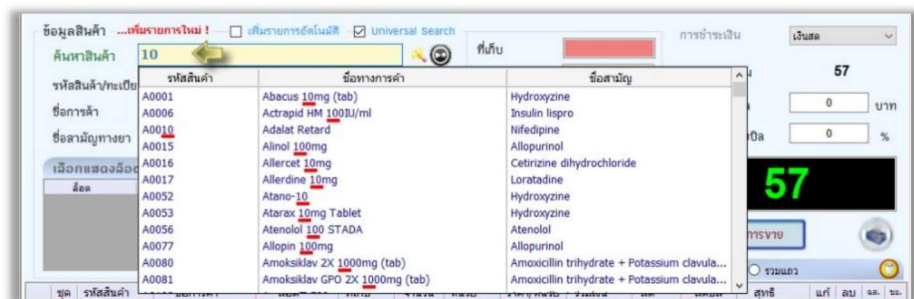 ข้อมูลสินค้า ...เพิ่มรายการใหม่ ! เพิ่มรายการอัตโนมัติ Universal Search
การชำระเงิน เงินสด
ค้นหาสินค้า 10 ที่เก็บ
รหัสสินค้า/ทะเบีย
57
ชื่อการค้า
0 บาท
ชื่อสามัญทางยา
0 %
เลือกแสดงล็อต
ล็อต
57
รหัสสินค้า ชื่อทางการค้า ชื่อสามัญ
A0001 Abacus 10mg (tab) Hydroxyzine
A0006 Actrapid HM 100IU/ml Insulin lispro
A0010 Adalat Retard Nifedipine
A0015 Alinol 100mg Allopurinol
A0016 Allercet 10mg Cetirizine dihydrochloride
A0017 Allerdine 10mg Loratadine
A0052 Atano-10 Hydroxyzine
A0053 Atarax 10mg Tablet Hydroxyzine
A0056 Atenolol 100 STADA Atenolol
A0077 Allopin 100mg Allopurinol
A0080 Amoksiklav 2X 1000mg (tab) Amoxicillin trihydrate + Potassium clavula...
A0081 Amoksiklav GPO 2X 1000mg (tab) Amoxicillin trihydrate + Potassium clavula...
การขาย
รวมแถว
ชุด รหัสสินค้า สุทธิ แก้ ลบ